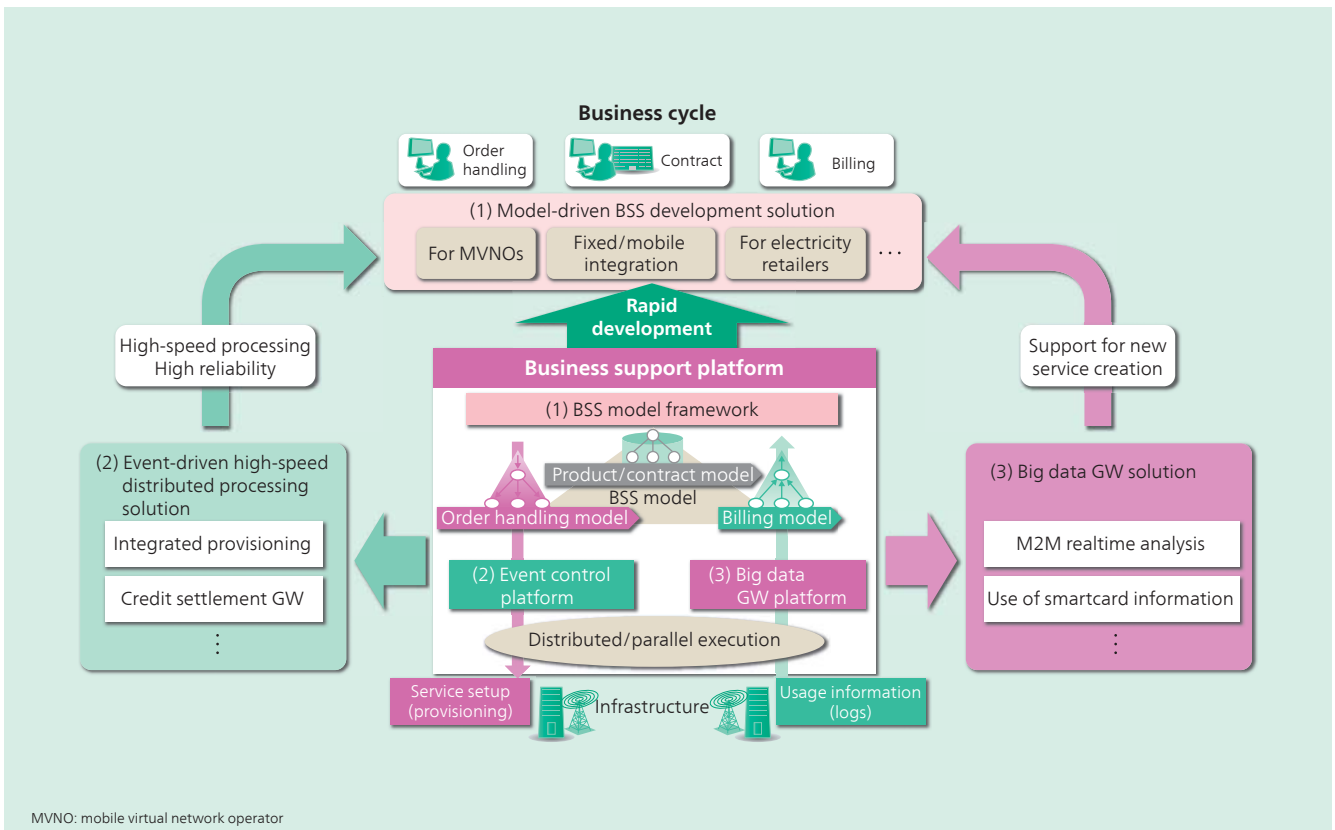 Business cycle
Order
handling
Contract
Billing
(1) Model-driven BSS development solution
For MVNOs
Fixed/mobile
integration
For electricity
retailers
...
Rapid
development
High-speed processing
High reliability
Support for new
service creation
Business support platform
(1) BSS model framework
Product/contract model
BSS model
Order handling model
Billing model
(2) Event control
platform
(3) Big data
GW platform
Distributed/parallel execution
(2) Event-driven high-speed
distributed processing
solution
Integrated provisioning
Credit settlement GW
⋮
(3) Big data GW solution
M2M realtime analysis
Use of smartcard information
⋮
Service setup
(provisioning)
Infrastructure
Usage information
(logs)
MVNO: mobile virtual network operator